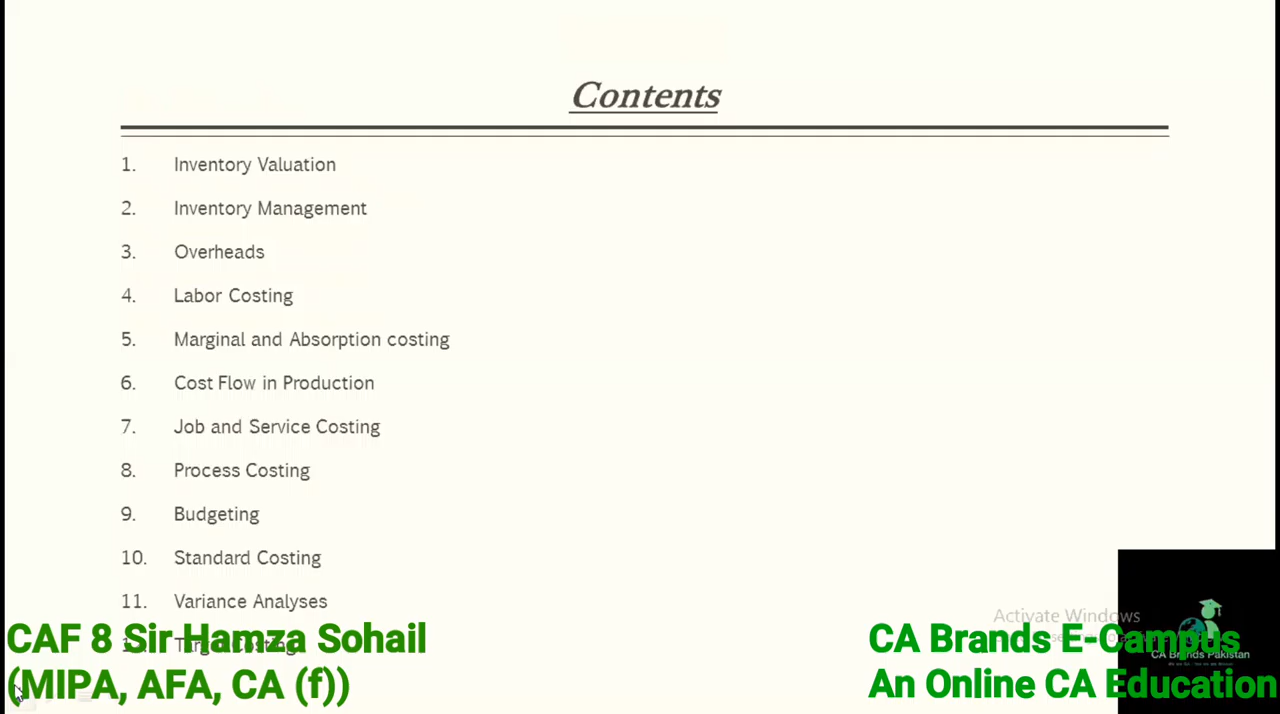 Contents
1. Inventory Valuation
2. Inventory Management
3. Overheads
4. Labor Costing
5. Marginal and Absorption costing
6. Cost Flow in Production
7. Job and Service Costing
8. Process Costing
9. Budgeting
10. Standard Costing
11. Variance Analyses
Activate Windows
CA Brands Pakistan
CAF 8 Sir Hamza Sohail
(MIPA, AFA, CA (f))
CA Brands E-Campus
An Online CA Education